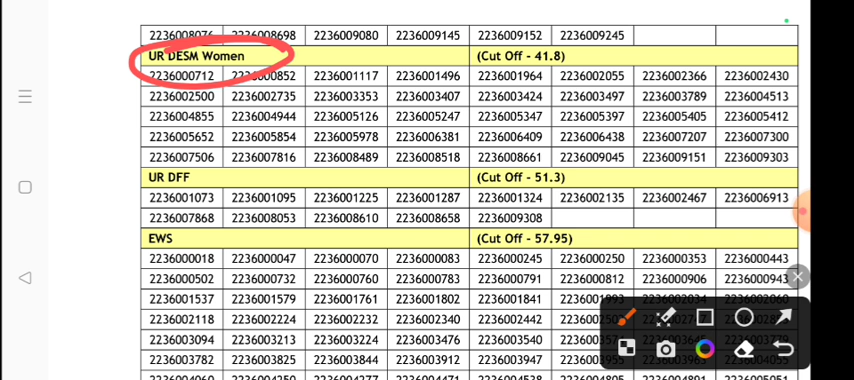 2236008076 2236008698 2236009080 2236009145 2236009152 2236009245
UR DESM Women (Cut Off - 41.8)
2236000712 2236000852 2236001117 2236001496 2236001964 2236002055 2236002366 2236002430
2236002500 2236002735 2236003353 2236003407 2236003424 2236003497 2236003789 2236004513
2236004855 2236004944 2236005126 2236005247 2236005347 2236005397 2236005405 2236005412
2236005652 2236005854 2236005978 2236006381 2236006409 2236006438 2236007207 2236007300
2236007506 2236007816 2236008489 2236008518 2236008661 2236009045 2236009151 2236009303
UR DFF (Cut Off - 51.3)
2236001073 2236001095 2236001225 2236001287 2236001324 2236002135 2236002467 2236006913
2236007868 2236008053 2236008610 2236008658 2236009308
EWS (Cut Off - 57.95)
2236000018 2236000047 2236000070 2236000083 2236000245 2236000250 2236000353 2236000443
2236000502 2236000732 2236000760 2236000783 2236000791 2236000812 2236000906 2236000943
2236001537 2236001579 2236001761 2236001802 2236001841 2236001993 2236002034
2236002118 2236002224 2236002232 2236002340 2236002442
2236003094 2236003213 2236003224 2236003476 2236003540
2236003782 2236003825 2236003844 2236003912 2236003947